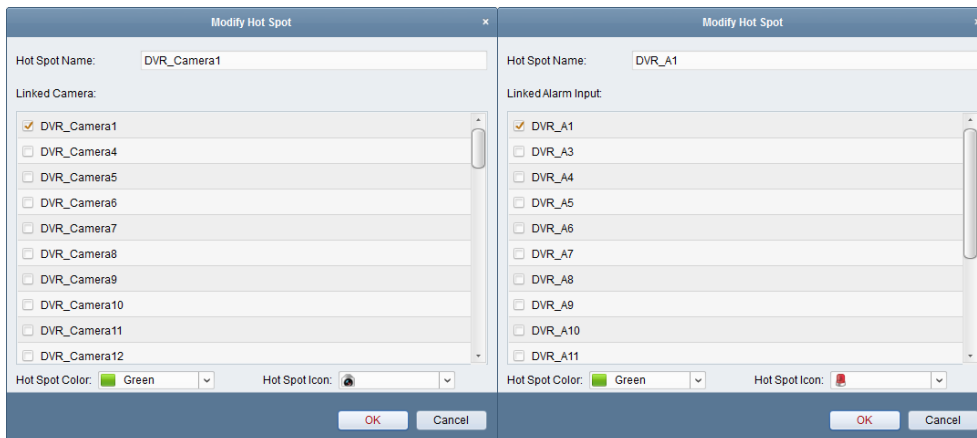 Modify Hot Spot ×
Hot Spot Name: DVR_Camera1
Linked Camera:
DVR_Camera1
DVR_Camera4
DVR_Camera5
DVR_Camera6
DVR_Camera7
DVR_Camera8
DVR_Camera9
DVR_Camera10
DVR_Camera11
DVR_Camera12
Hot Spot Color: Green Hot Spot Icon:
OK Cancel
Modify Hot Spot ×
Hot Spot Name: DVR_A1
Linked Alarm Input:
DVR_A1
DVR_A3
DVR_A4
DVR_A5
DVR_A6
DVR_A7
DVR_A8
DVR_A9
DVR_A10
DVR_A11
Hot Spot Color: Green Hot Spot Icon:
OK Cancel